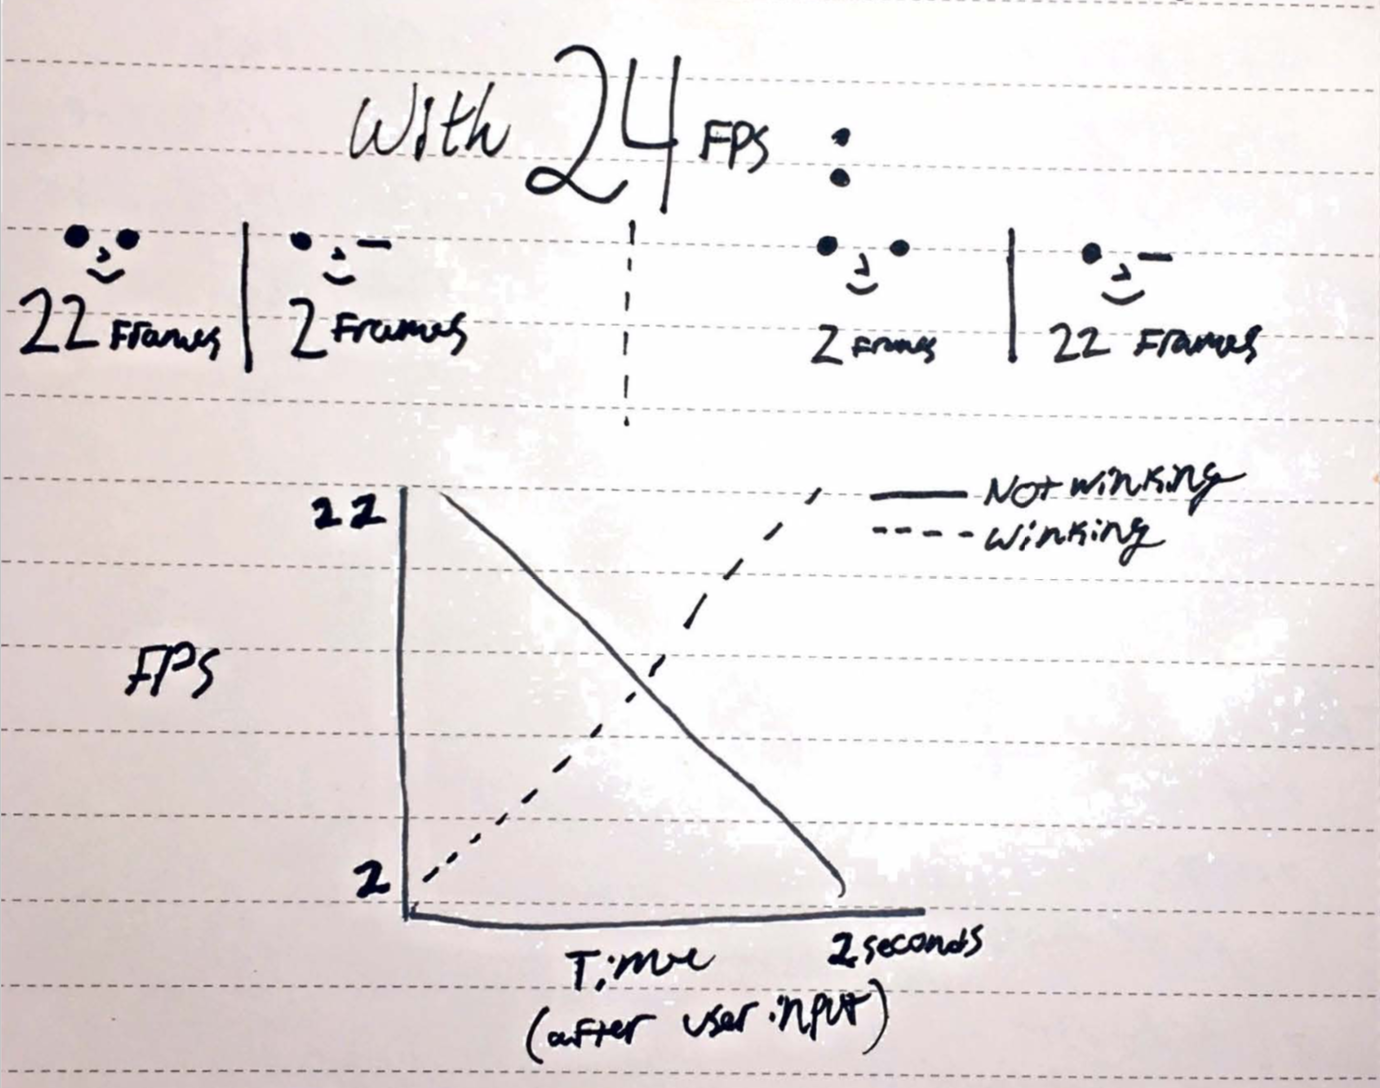 With 24 FPS :
22 Frames | 2 Frames
2 Frames | 22 Frames
22
Not winking
winking
FPS
2
Time
2 seconds
(after user input)